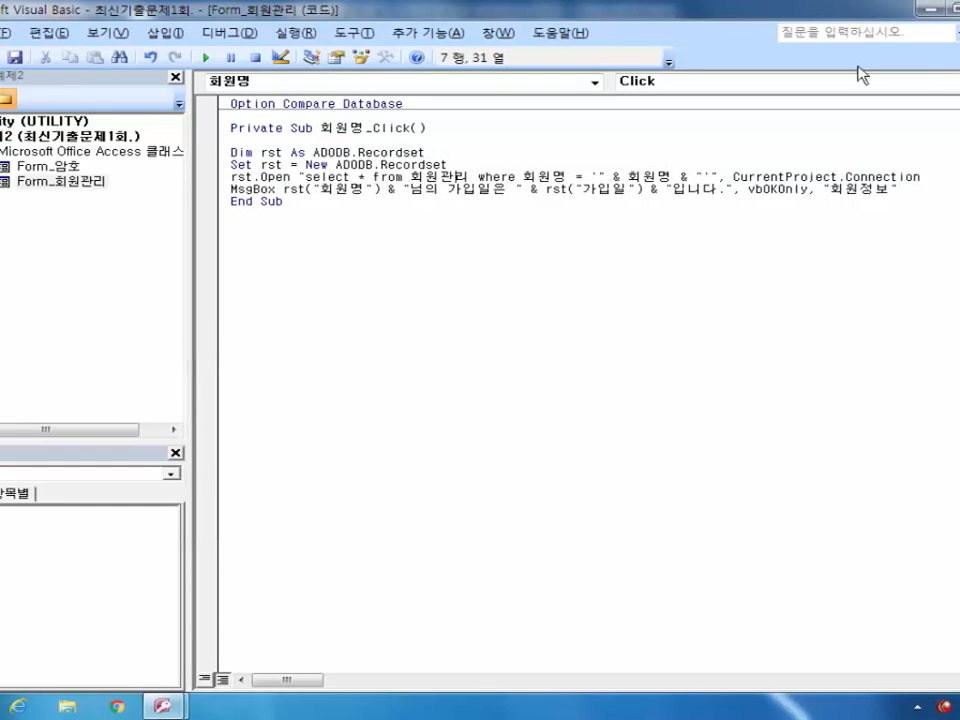 ft Visual Basic - 최신기출문제1회. - [Form_회원관리 (코드)]
편집(E) 보기(V) 삽입(I) 디버그(D) 실행(R) 도구(T) 추가 기능(A) 창(W) 도움말(H) 질문을 입력하십시오.
7 행, 31 열
회원명 Click
Option Compare Database
ity (UTILITY)
Private Sub 회원명_Click()
2 (최신기출문제1회.)
Microsoft Office Access 클래스
Dim rst As ADODB.Recordset
Form_암호
Set rst = New ADODB.Recordset
Form_회원관리
rst.Open "select * from 회원관리 where 회원명 = '" & 회원명 & "'", CurrentProject.Connection
MsgBox rst("회원명") & "님의 가입일은 " & rst("가입일") & "입니다.", vbOKOnly, "회원정보"
End Sub
항목별